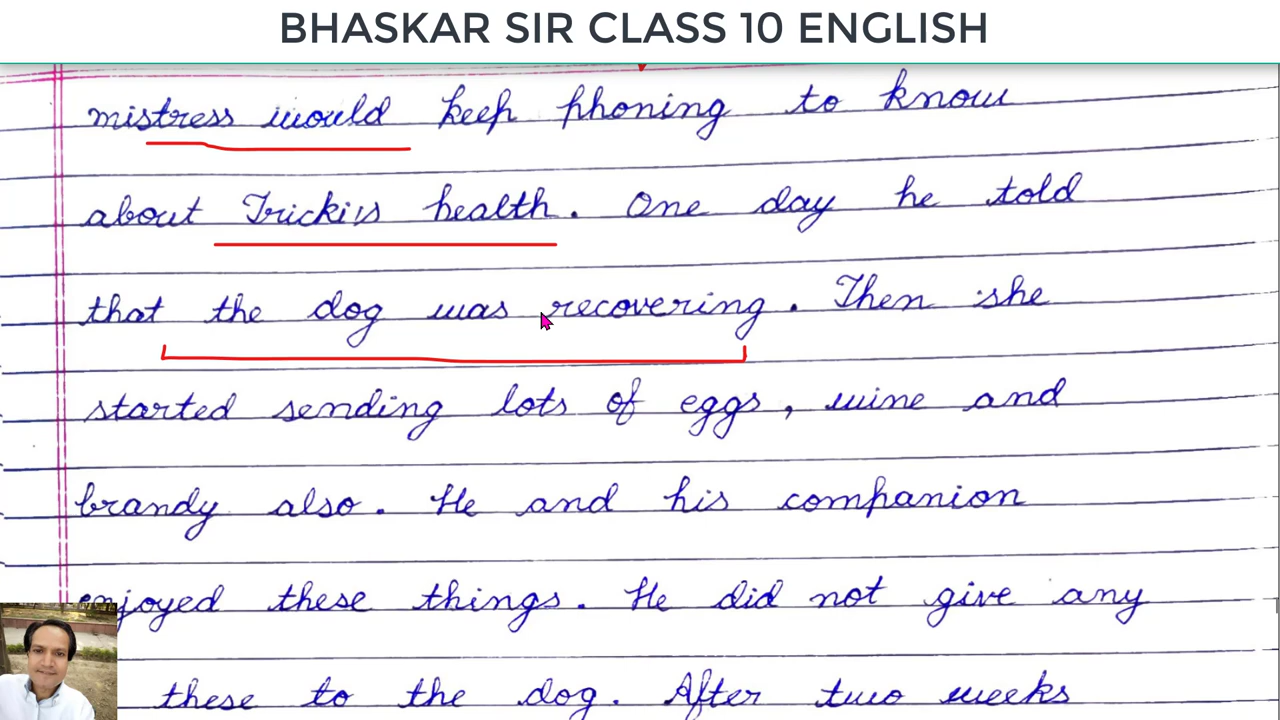 BHASKAR SIR CLASS 10 ENGLISH
mistress would keep phoning to know
about Tricki's health. One day he told
that the dog was recovering. Then she
started sending lots of eggs, wine and
brandy also. He and his companion
enjoyed these things. He did not give any
these to the dog. After two weeks